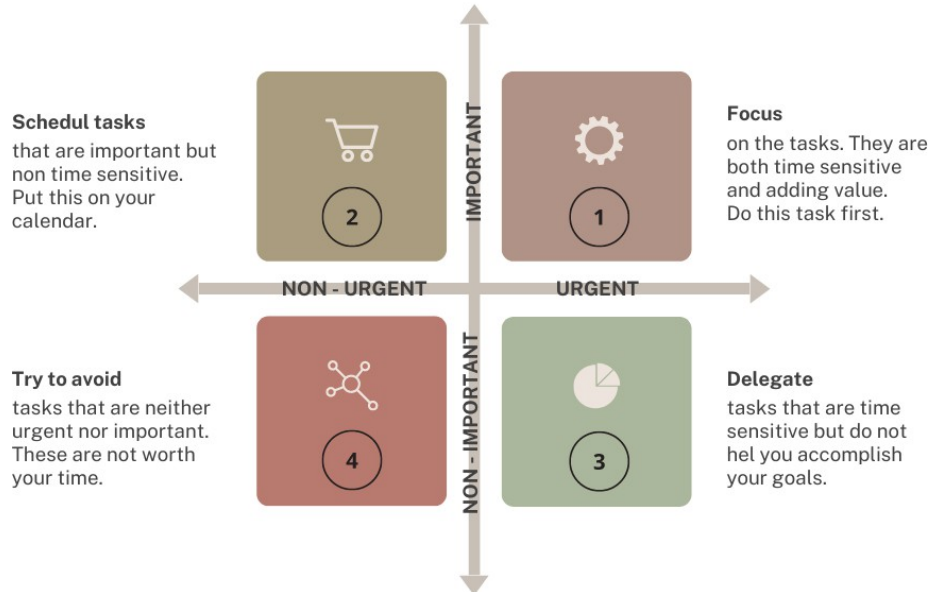 Schedul tasks
that are important but
non time sensitive.
Put this on your
calendar.
2
IMPORTANT
1
Focus
on the tasks. They are
both time sensitive
and adding value.
Do this task first.
NON - URGENT
URGENT
Try to avoid
tasks that are neither
urgent nor important.
These are not worth
your time.
4
NON - IMPORTANT
3
Delegate
tasks that are time
sensitive but do not
hel you accomplish
your goals.